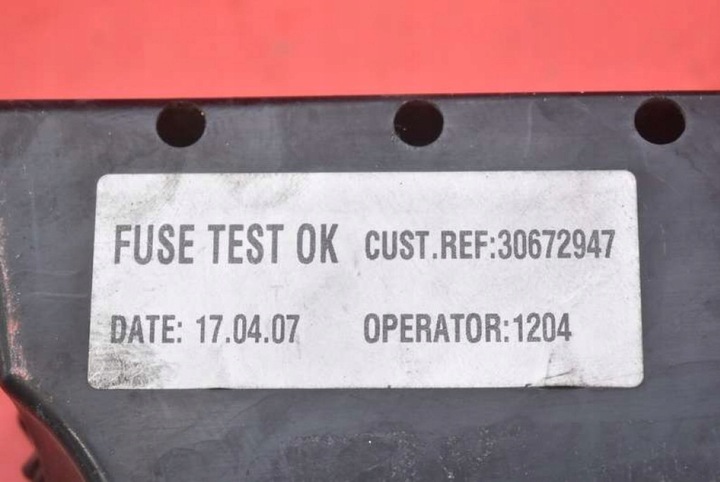 FUSE TEST OK CUST.REF:30672947
DATE: 17.04.07 OPERATOR:1204